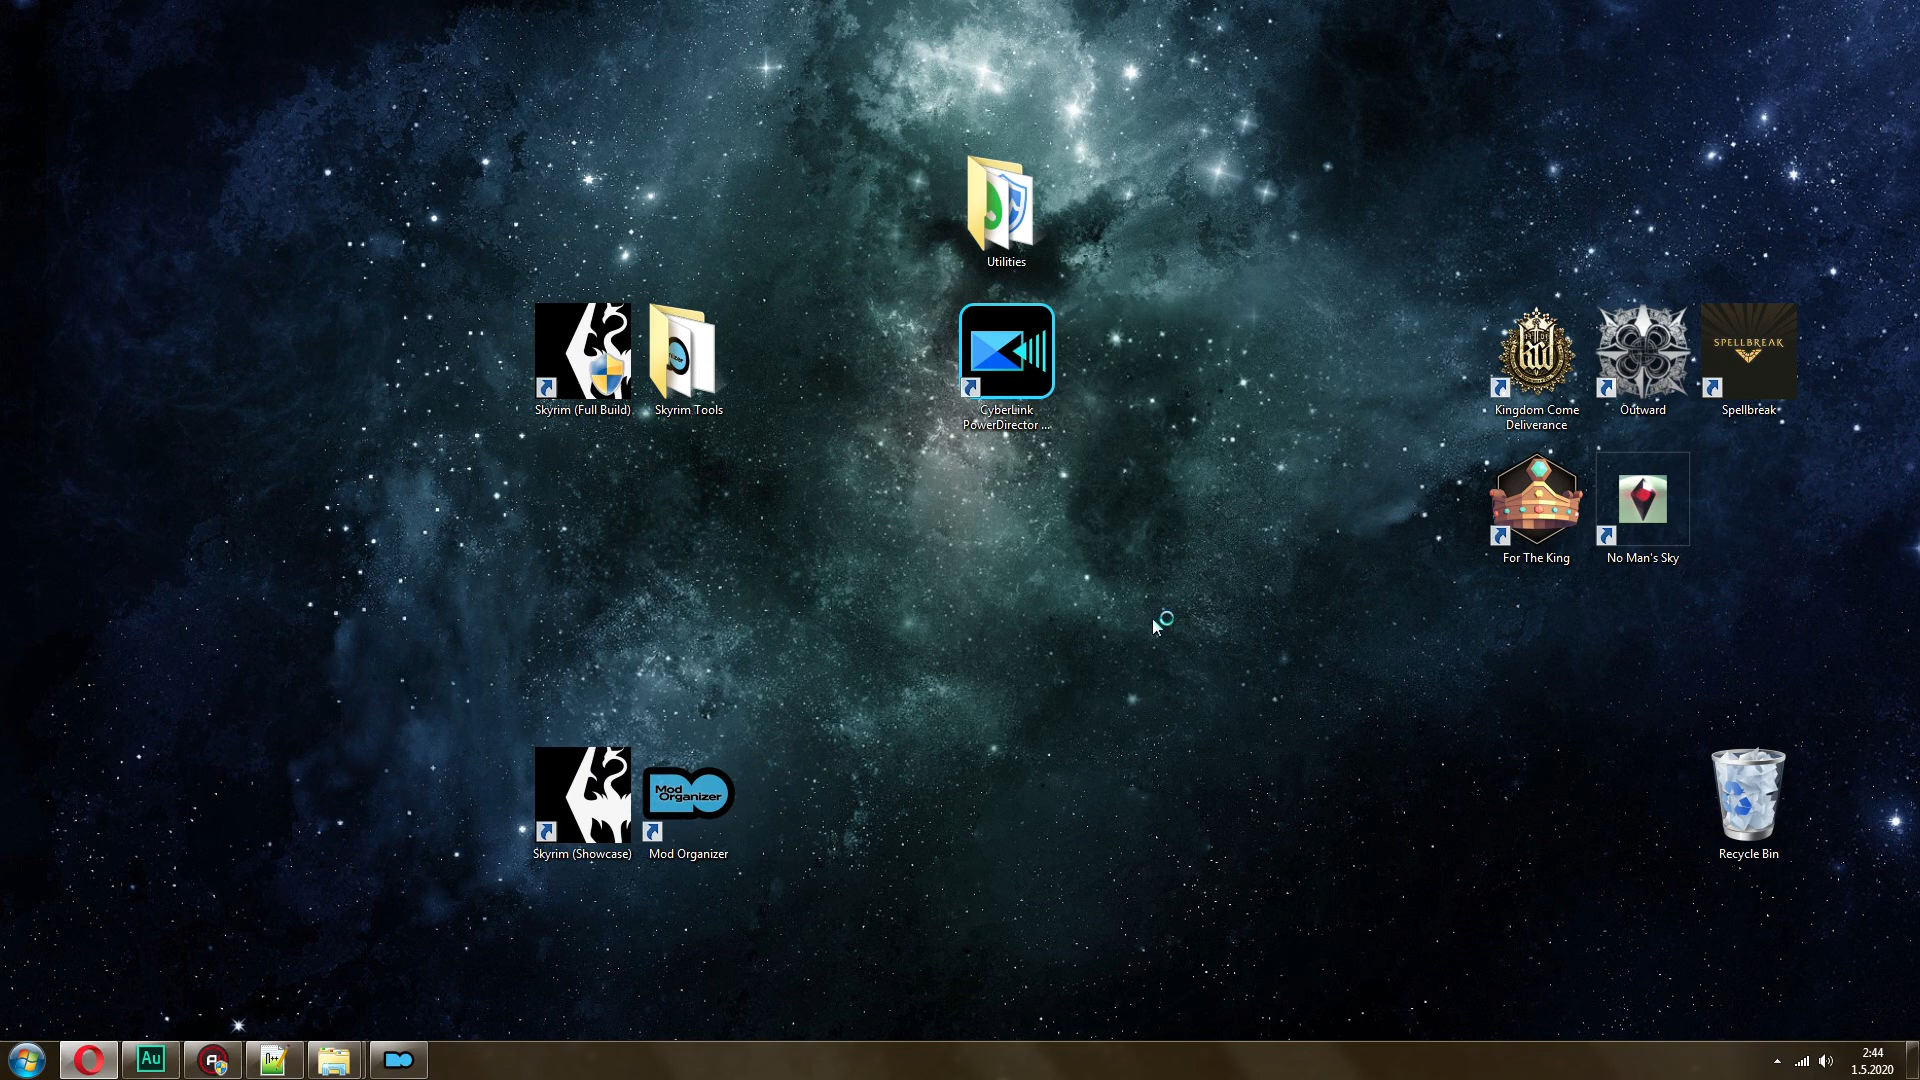 Utilities
Skyrim (Full Build)
Skyrim Tools
CyberLink
PowerDirector ...
Kingdom Come
Deliverance
Outward
SPELLBREAK
Spellbreak
For The King
No Man's Sky
Skyrim (Showcase)
Mod
Organizer
Mod Organizer
Recycle Bin
Au
2:44
1.5.2020